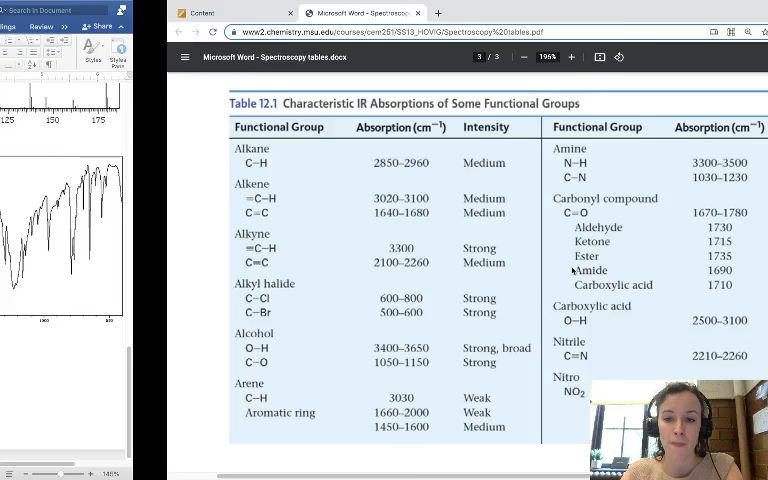 Search in Document
Content
Microsoft Word - Spectroscop
lings
Review
Share
www2.chemistry.msu.edu/courses/cem251/SS13_HOVIG/Spectroscopy%20tables.pdf
Styles
Styles
Pane
Microsoft Word - Spectroscopy tables.docx
3 / 3
196%
125
150
175
Table 12.1 Characteristic IR Absorptions of Some Functional Groups
Functional Group Absorption (cm⁻¹) Intensity Functional Group Absorption (cm⁻¹)
Alkane Amine
C−H 2850–2960 Medium N−H 3300–3500
C−N 1030–1230
Alkene Carbonyl compound
=C−H 3020–3100 Medium C=O 1670–1780
C=C 1640–1680 Medium
Aldehyde 1730
Alkyne Ketone 1715
≡C−H 3300 Strong Ester 1735
C≡C 2100–2260 Medium Amide 1690
Alkyl halide Carboxylic acid 1710
C−Cl 600–800 Strong Carboxylic acid
C−Br 500–600 Strong O−H 2500–3100
Alcohol Nitrile
O−H 3400–3650 Strong, broad C≡N 2210–2260
C−O 1050–1150 Strong
Arene Nitro
C−H 3030 Weak NO₂
Aromatic ring 1660–2000 Weak
1450–1600 Medium
1000
145%